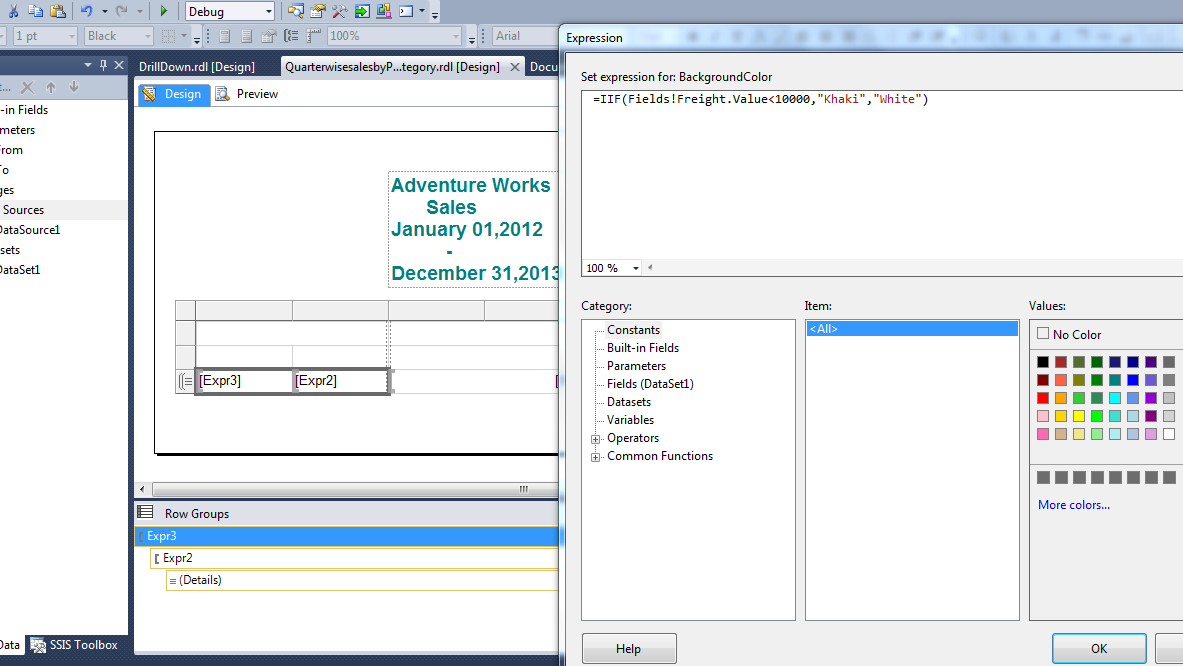 Debug
1 pt
Black
100%
Arial
DrillDown.rdl [Design]
QuarterwisesalesbyP...tegory.rdl [Design]
Docu
t...
-in Fields
meters
From
To
ges
Sources
DataSource1
sets
DataSet1
Design
Preview
Adventure Works
Sales
January 01,2012
-
December 31,2013
[Expr3]
[Expr2]
[
Row Groups
[ Expr3
[ Expr2
(Details)
Data
SSIS Toolbox
Expression
Set expression for: BackgroundColor
=IIF(Fields!Freight.Value<10000,"Khaki","White")
100 %
Category:
Item:
Values:
Constants
Built-in Fields
Parameters
Fields (DataSet1)
Datasets
Variables
Operators
Common Functions
<All>
No Color
More colors...
Help
OK